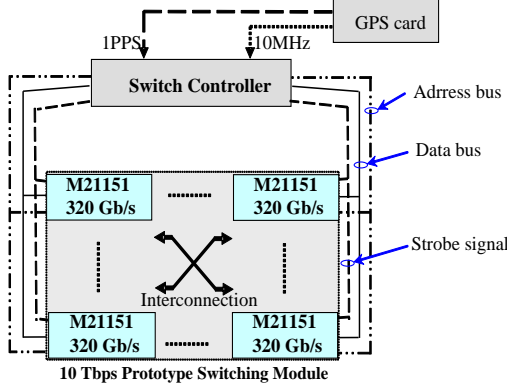 GPS card
1PPS
10MHz
Switch Controller
Adrress bus
Data bus
M21151
320 Gb/s
M21151
320 Gb/s
Strobe signal
Interconnection
M21151
320 Gb/s
M21151
320 Gb/s
10 Tbps Prototype Switching Module